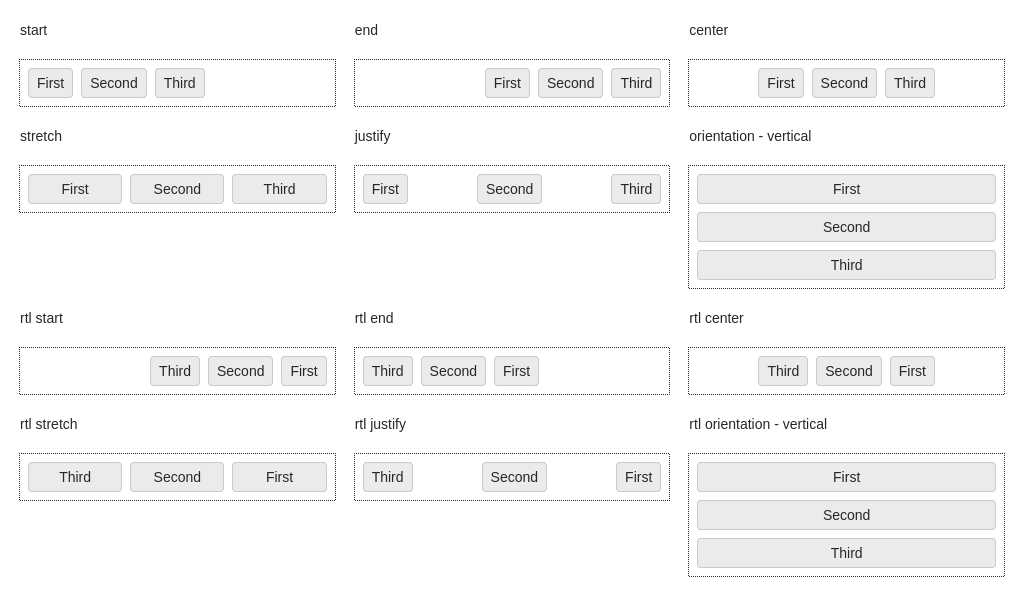 start end center
First Second Third First Second Third First Second Third
stretch justify orientation - vertical
First Second Third First Second Third First
Second
Third
rtl start rtl end rtl center
Third Second First Third Second First Third Second First
rtl stretch rtl justify rtl orientation - vertical
Third Second First Third Second First First
Second
Third